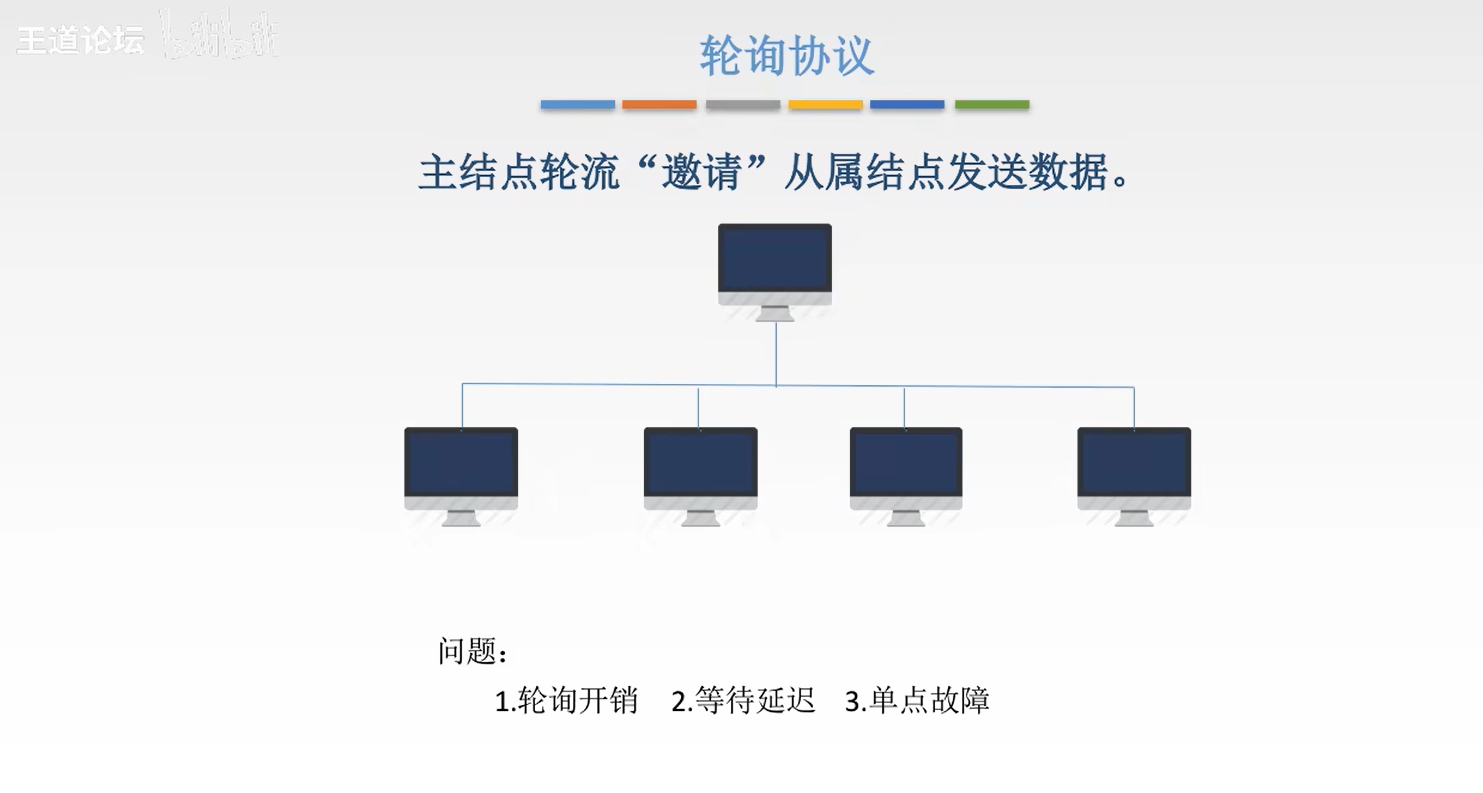 王道论坛 bilibili
轮询协议
主结点轮流“邀请”从属结点发送数据。
问题：
1.轮询开销 2.等待延迟 3.单点故障